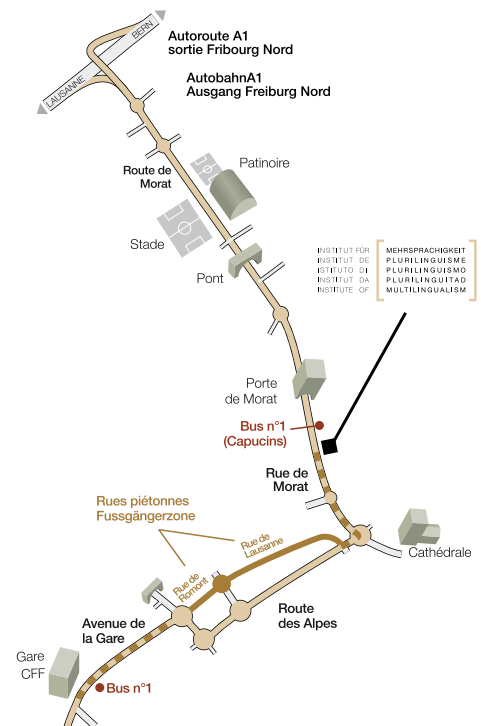 Autoroute A1
sortie Fribourg Nord
BERN
LAUSANNE
AutobahnA1
Ausgang Freiburg Nord
Patinoire
Route de
Morat
Stade
INSTITUT FÜR MEHRSPRACHIGKEIT
INSTITUT DE PLURILINGUISME
ISTITUTO DI PLURILINGUISMO
INSTITUT DA PLURILINGUITAD
INSTITUTE OF MULTILINGUALISM
Pont
Porte
de Morat
Bus n°1
(Capucins)
Rue de
Morat
Rues piétonnes
Fussgängerzone
Rue de
Lausanne
Cathédrale
Rue de
Romont
Route
des Alpes
Avenue de
la Gare
Gare
CFF
Bus n°1